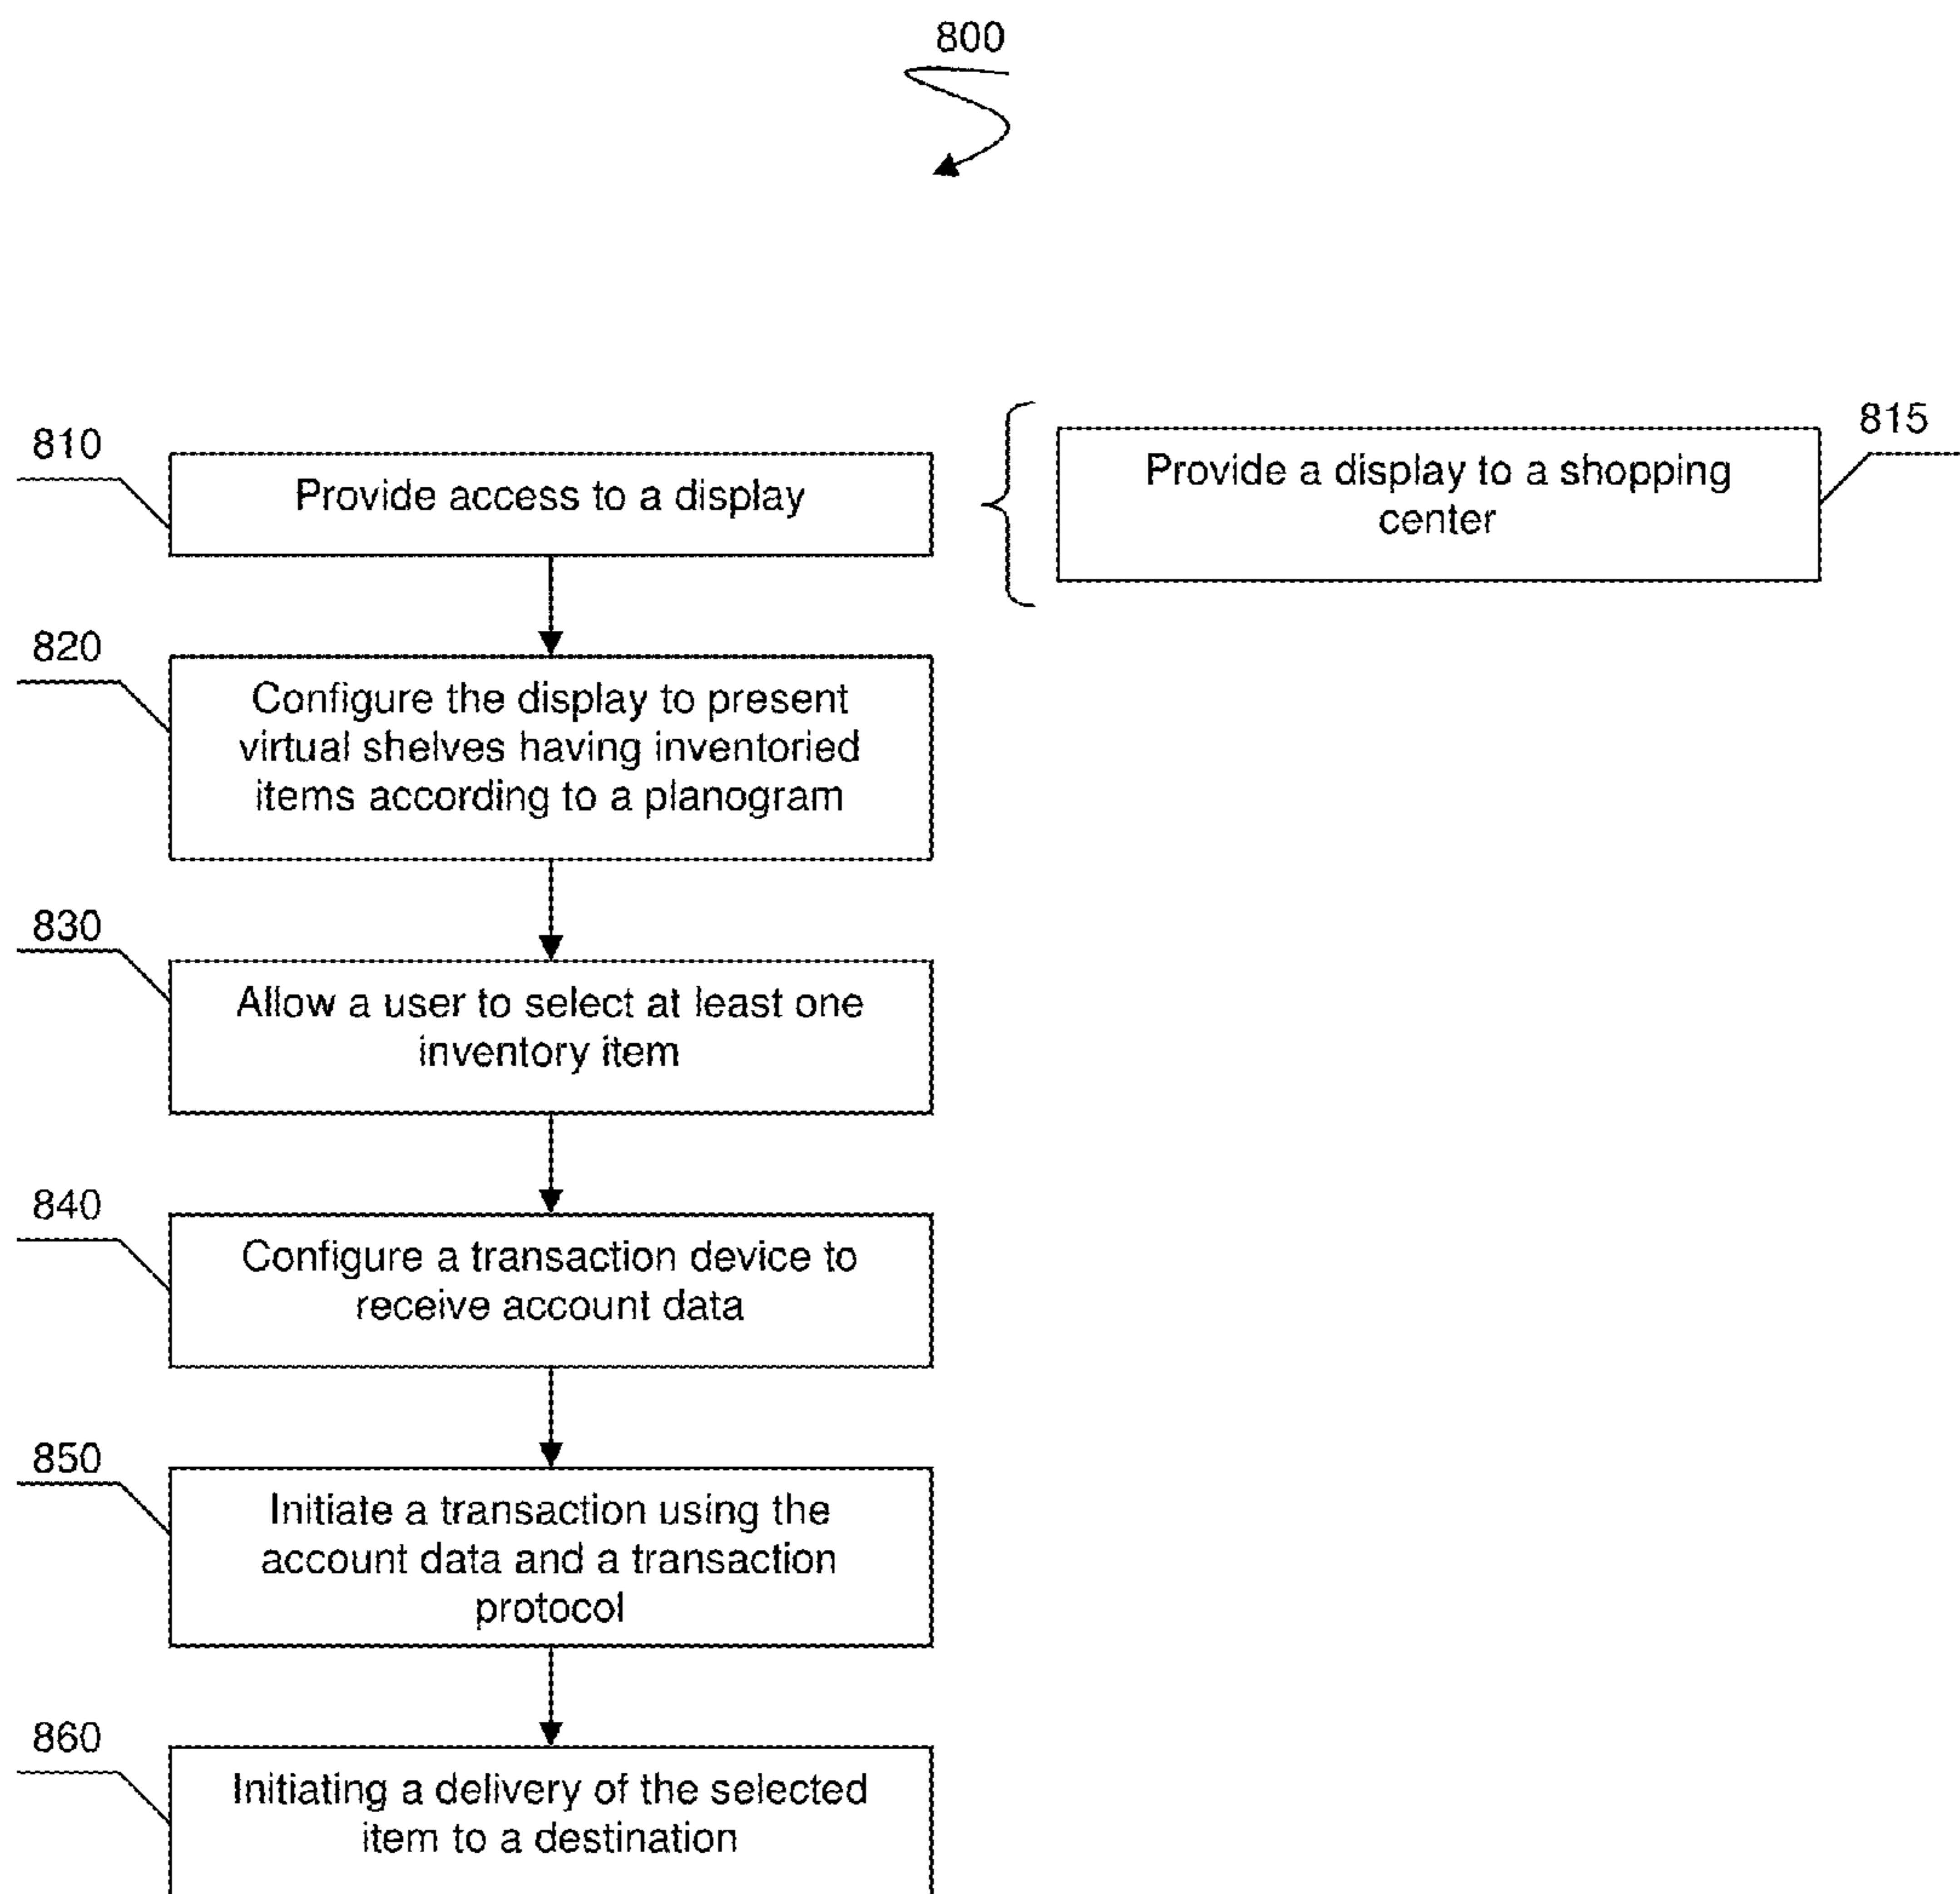 800
810
Provide access to a display
815
Provide a display to a shopping
center
820
Configure the display to present
virtual shelves having inventoried
items according to a planogram
830
Allow a user to select at least one
inventory item
840
Configure a transaction device to
receive account data
850
Initiate a transaction using the
account data and a transaction
protocol
860
Initiating a delivery of the selected
item to a destination